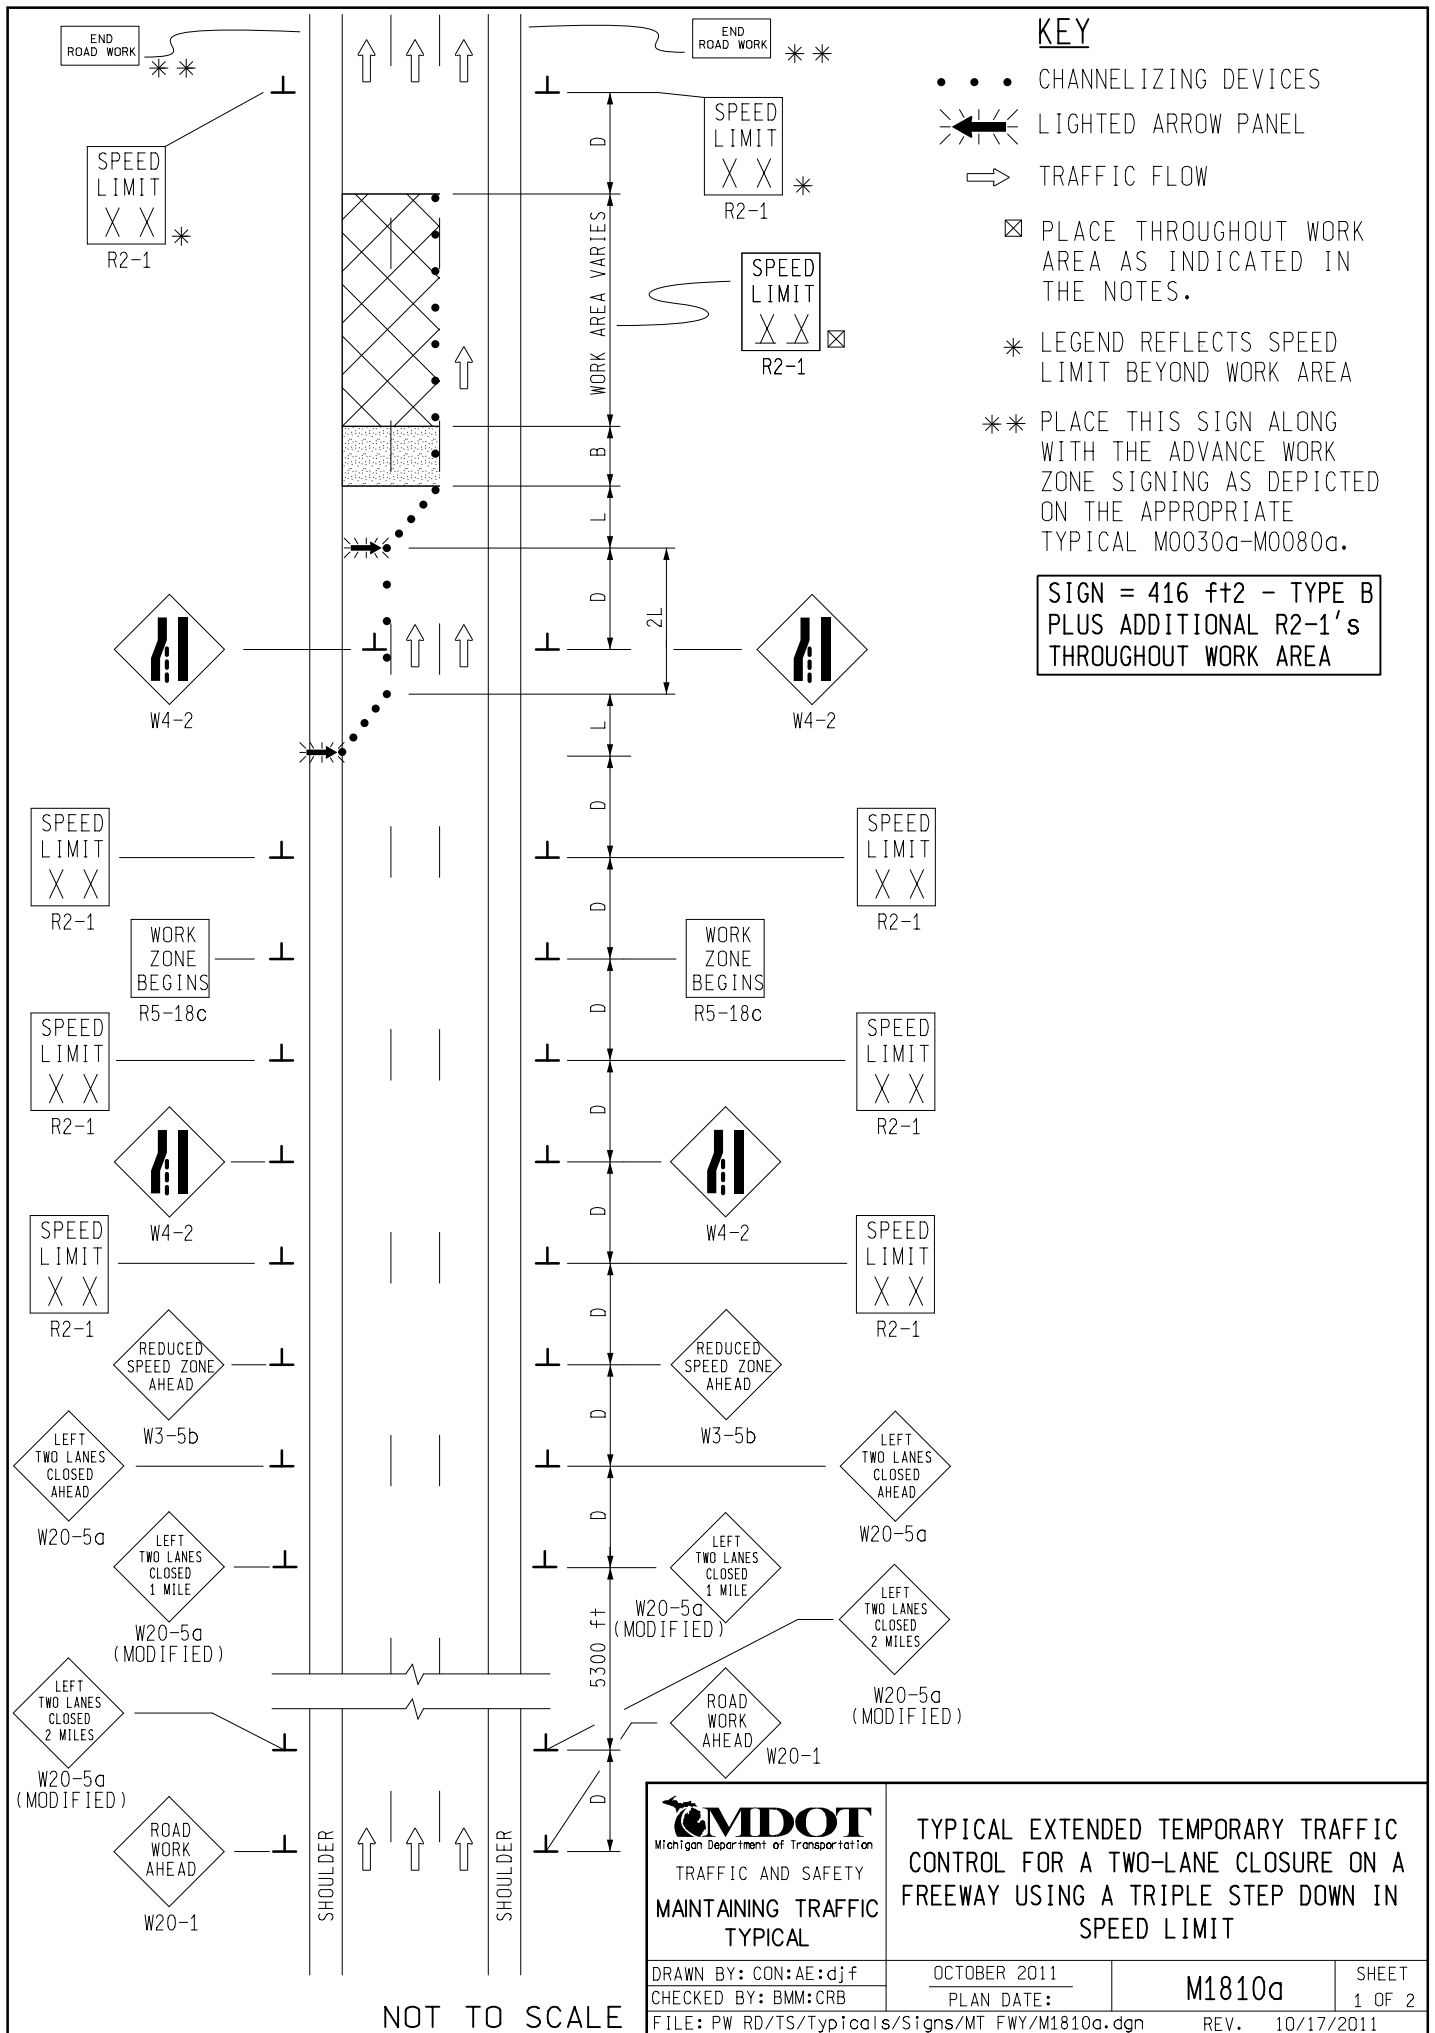 END
ROAD WORK
* *
SPEED
LIMIT
X X
*
R2-1
END
ROAD WORK
* *
SPEED
LIMIT
X X
*
R2-1
SPEED
LIMIT
X X
R2-1
D
WORK AREA VARIES
B
L
D
2L
L
D
D
D
D
D
D
D
D
5300 ft
D
KEY
CHANNELIZING DEVICES
LIGHTED ARROW PANEL
TRAFFIC FLOW
PLACE THROUGHOUT WORK
AREA AS INDICATED IN
THE NOTES.
* LEGEND REFLECTS SPEED
LIMIT BEYOND WORK AREA
* * PLACE THIS SIGN ALONG
WITH THE ADVANCE WORK
ZONE SIGNING AS DEPICTED
ON THE APPROPRIATE
TYPICAL M0030a-M0080a.
SIGN = 416 ft2 - TYPE B
PLUS ADDITIONAL R2-1's
THROUGHOUT WORK AREA
W4-2
W4-2
SPEED
LIMIT
X X
R2-1
SPEED
LIMIT
X X
R2-1
WORK
ZONE
BEGINS
R5-18c
WORK
ZONE
BEGINS
R5-18c
SPEED
LIMIT
X X
R2-1
SPEED
LIMIT
X X
R2-1
W4-2
W4-2
SPEED
LIMIT
X X
R2-1
SPEED
LIMIT
X X
R2-1
REDUCED
SPEED ZONE
AHEAD
W3-5b
REDUCED
SPEED ZONE
AHEAD
W3-5b
LEFT
TWO LANES
CLOSED
AHEAD
W20-5a
LEFT
TWO LANES
CLOSED
AHEAD
W20-5a
LEFT
TWO LANES
CLOSED
1 MILE
W20-5a
(MODIFIED)
LEFT
TWO LANES
CLOSED
1 MILE
W20-5a
(MODIFIED)
LEFT
TWO LANES
CLOSED
2 MILES
W20-5a
(MODIFIED)
LEFT
TWO LANES
CLOSED
2 MILES
W20-5a
(MODIFIED)
ROAD
WORK
AHEAD
W20-1
ROAD
WORK
AHEAD
W20-1
SHOULDER
SHOULDER
NOT TO SCALE
MDOT
Michigan Department of Transportation
TRAFFIC AND SAFETY
MAINTAINING TRAFFIC
TYPICAL
TYPICAL EXTENDED TEMPORARY TRAFFIC
CONTROL FOR A TWO-LANE CLOSURE ON A
FREEWAY USING A TRIPLE STEP DOWN IN
SPEED LIMIT
DRAWN BY: CON:AE:djf
CHECKED BY: BMM:CRB
OCTOBER 2011
PLAN DATE:
M1810a
SHEET
1 OF 2
FILE: PW RD/TS/Typicals/Signs/MT FWY/M1810a.dgn
REV. 10/17/2011